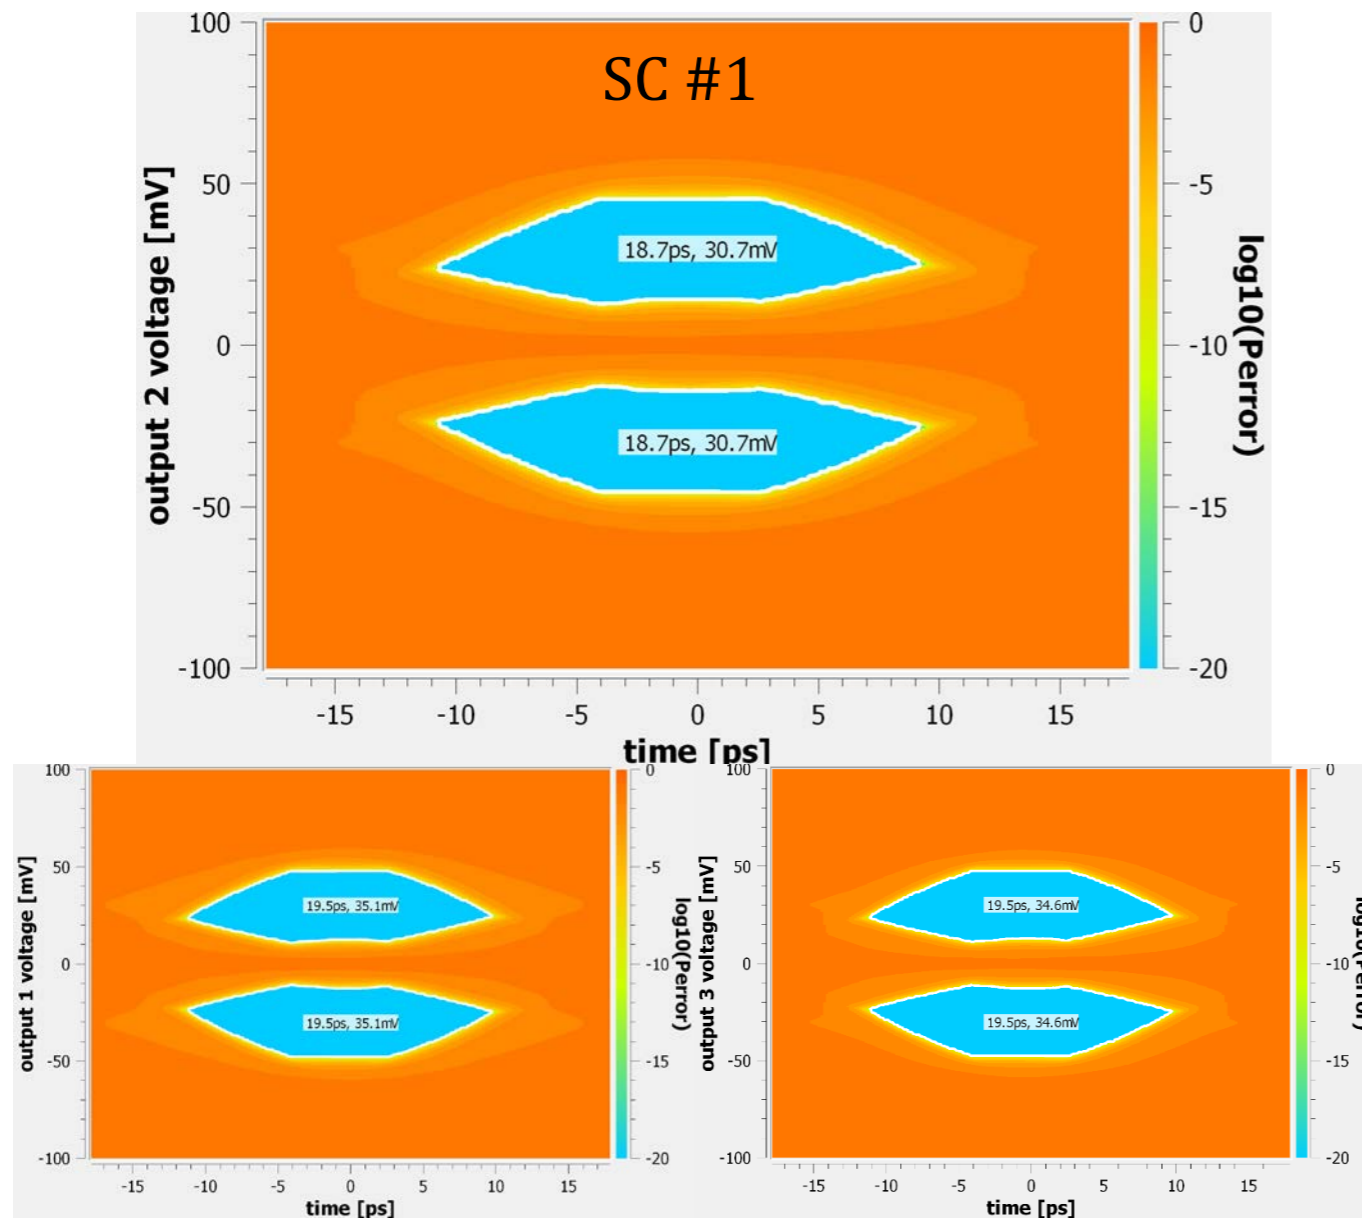 SC #1
100
50
0
-50
-100
output 2 voltage [mV]
18.7ps, 30.7mV
18.7ps, 30.7mV
0
-5
-10
-15
-20
log10(Perror)
-15 -10 -5 0 5 10 15
time [ps]
100
50
0
-50
-100
output 1 voltage [mV]
19.5ps, 35.1mV
19.5ps, 35.1mV
0
-5
-10
-15
-20
log10(Perror)
-15 -10 -5 0 5 10 15
time [ps]
100
50
0
-50
-100
output 3 voltage [mV]
19.5ps, 34.6mV
19.5ps, 34.6mV
0
-5
-10
-15
-20
log10(Perror)
-15 -10 -5 0 5 10 15
time [ps]